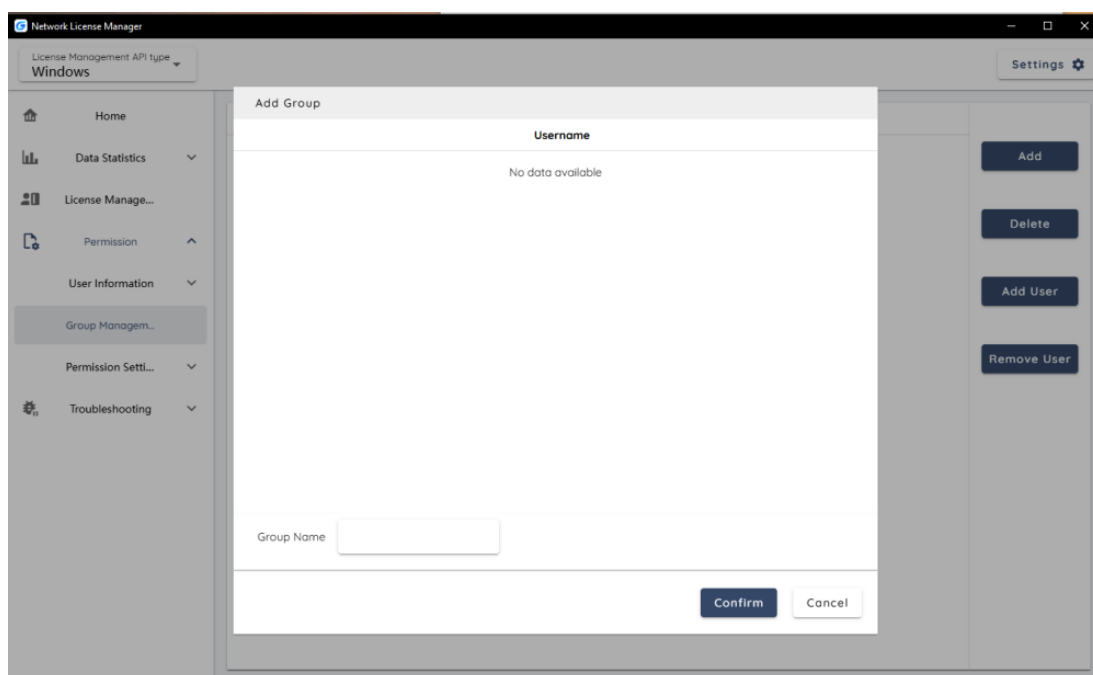 Network License Manager
License Management API type
Windows
Settings
Home
Data Statistics
License Manage...
Permission
User Information
Group Managem...
Permission Setti...
Troubleshooting
Add Group
Username
No data available
Group Name
Confirm
Cancel
Add
Delete
Add User
Remove User